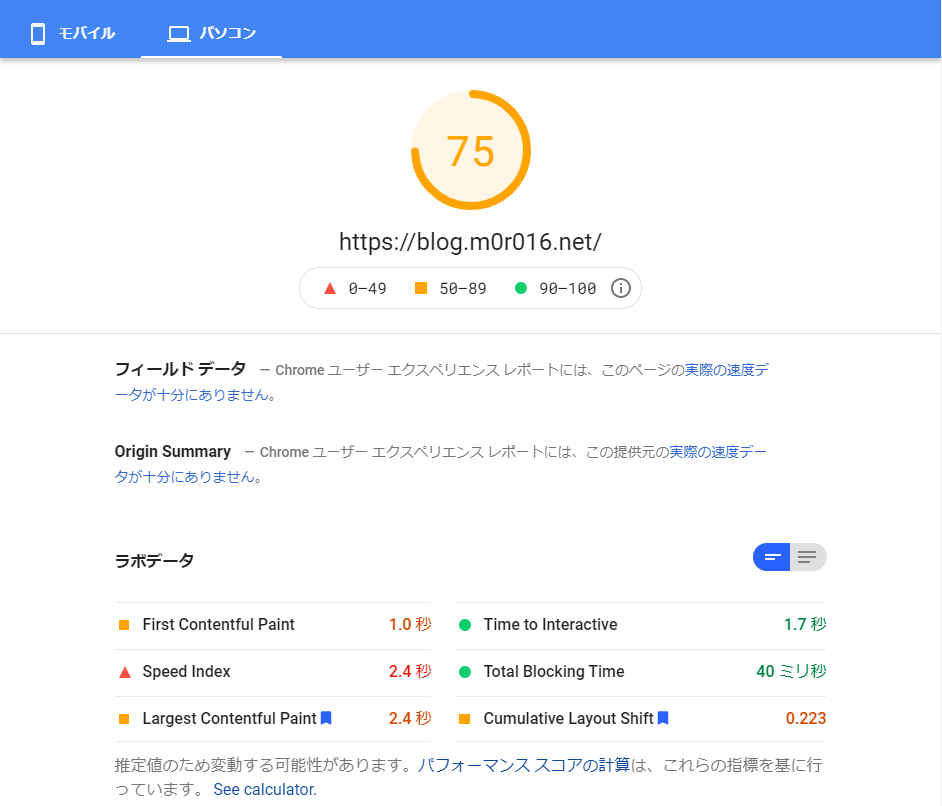 モバイル パソコン
75
https://blog.m0r016.net/
0–49 50–89 90–100
フィールド データ — Chrome ユーザー エクスペリエンス レポートには、このページの実際の速度デ
ータが十分にありません。
Origin Summary — Chrome ユーザー エクスペリエンス レポートには、この提供元の実際の速度デー
タが十分にありません。
ラボデータ
First Contentful Paint 1.0 秒
Time to Interactive 1.7 秒
Speed Index 2.4 秒
Total Blocking Time 40 ミリ秒
Largest Contentful Paint 2.4 秒
Cumulative Layout Shift 0.223
推定値のため変動する可能性があります。パフォーマンス スコアの計算は、これらの指標を基に行
っています。 See calculator.